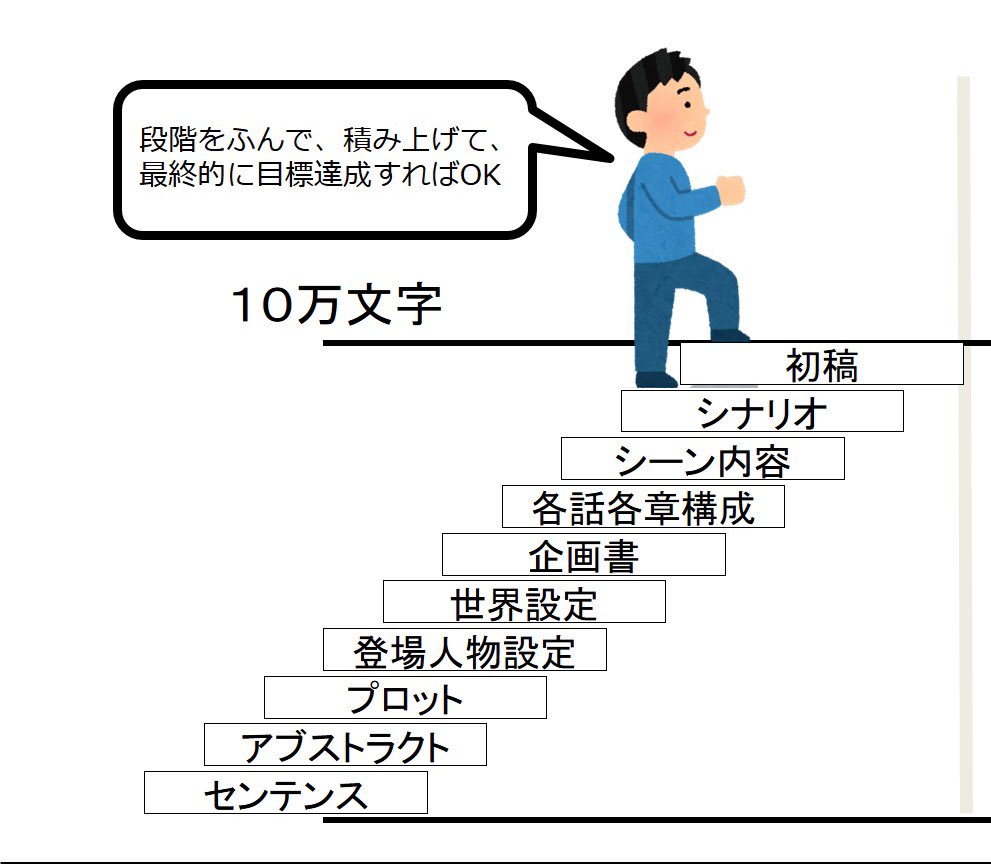 段階をふんで、積み上げて、
最終的に目標達成すればOK
１０万文字
初稿
シナリオ
シーン内容
各話各章構成
企画書
世界設定
登場人物設定
プロット
アブストラクト
センテンス